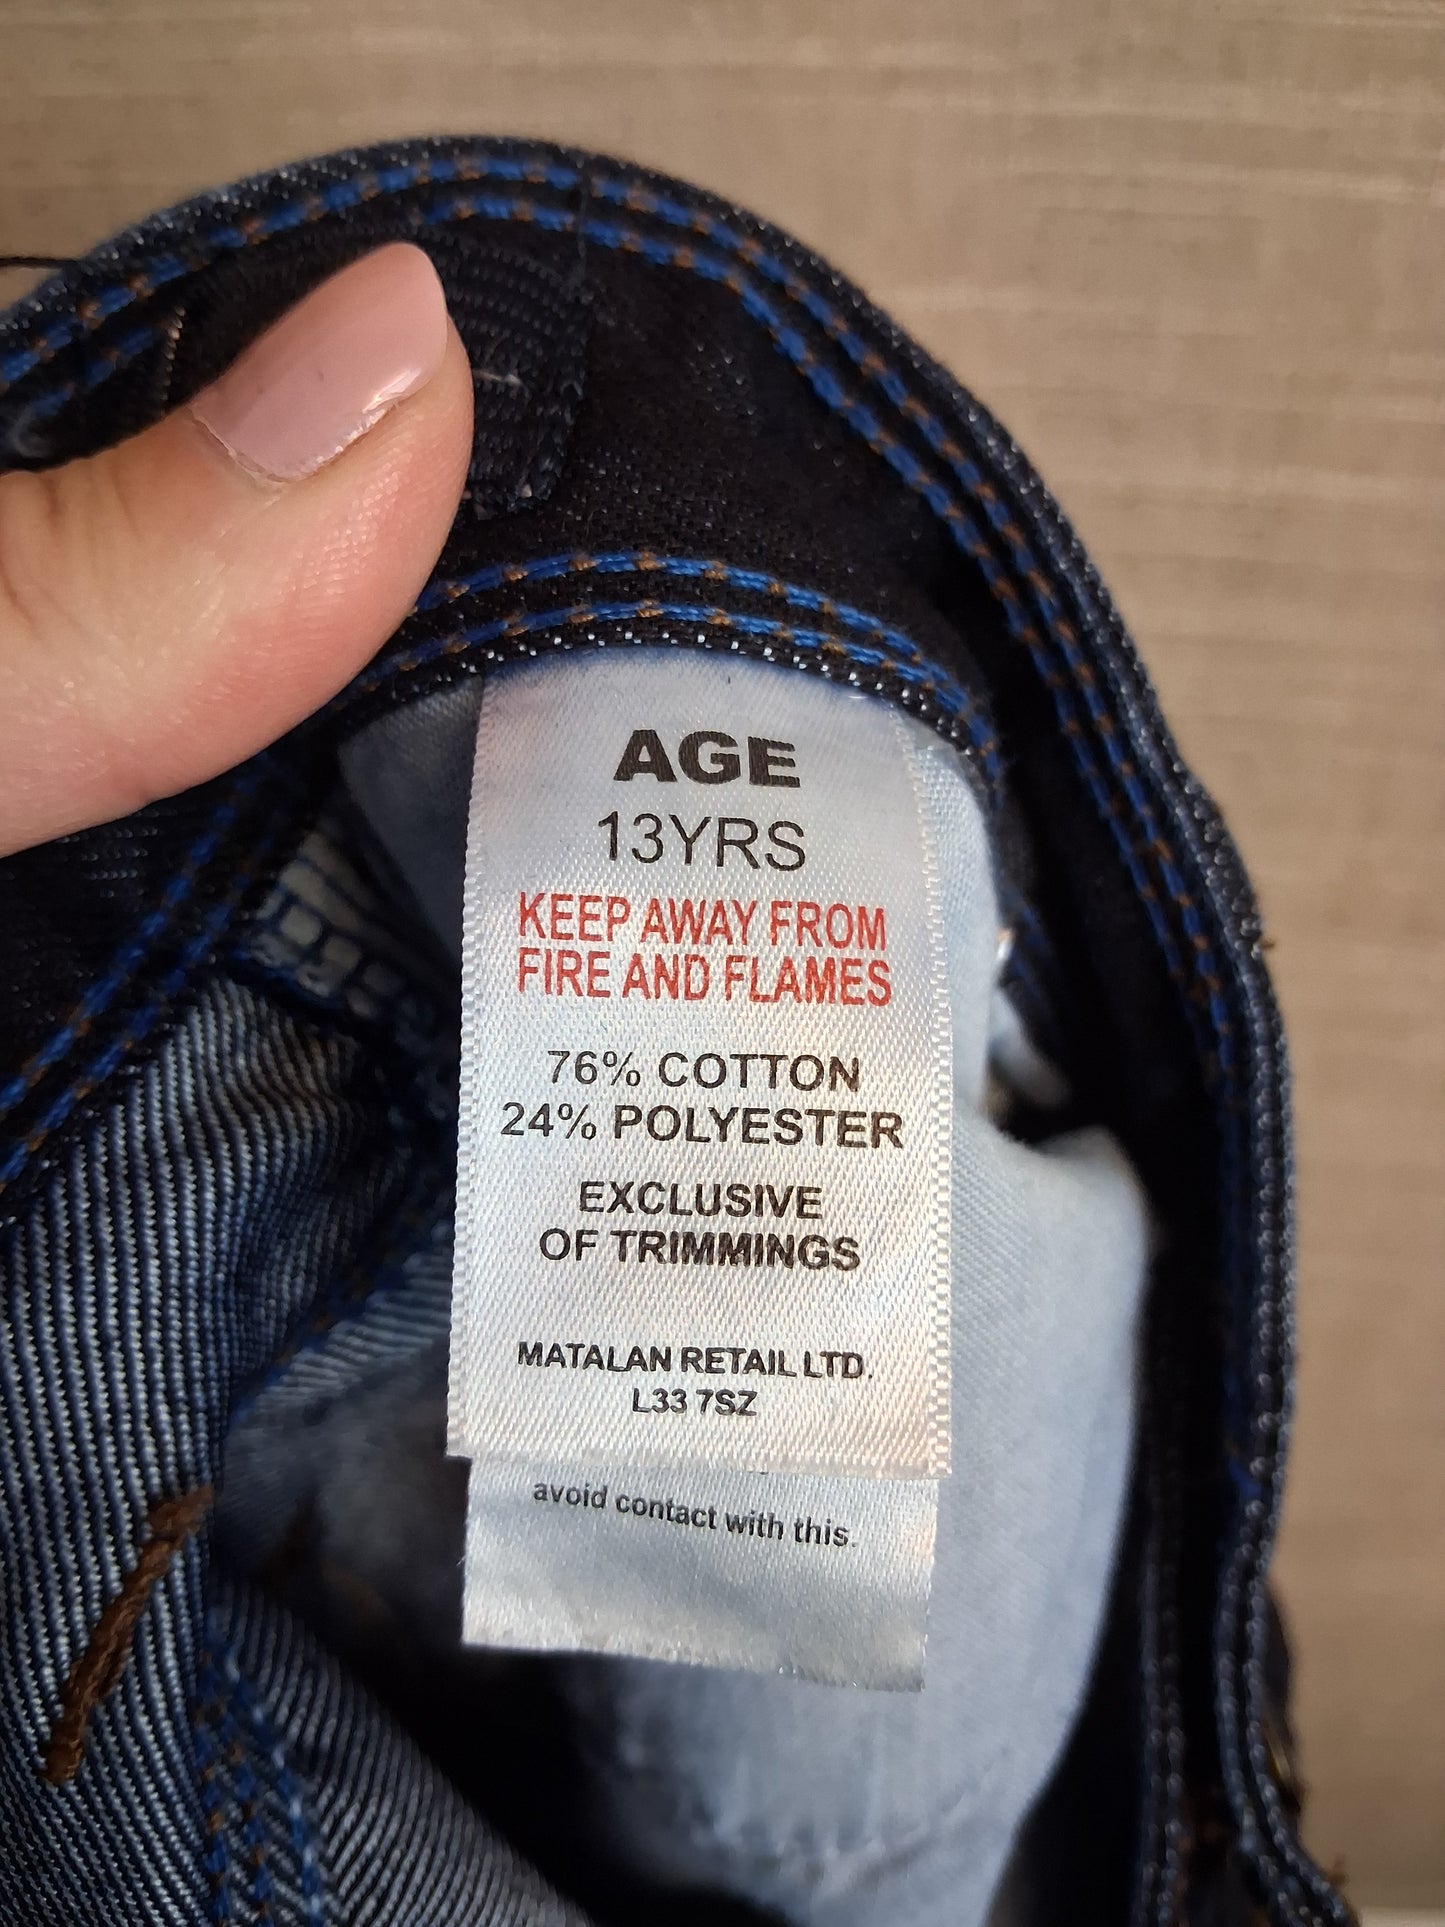 AGE
13YRS
KEEP AWAY FROM
FIRE AND FLAMES
76% COTTON
24% POLYESTER
EXCLUSIVE
OF TRIMMINGS
MATALAN RETAIL LTD.
L33 7SZ
avoid contact with this.